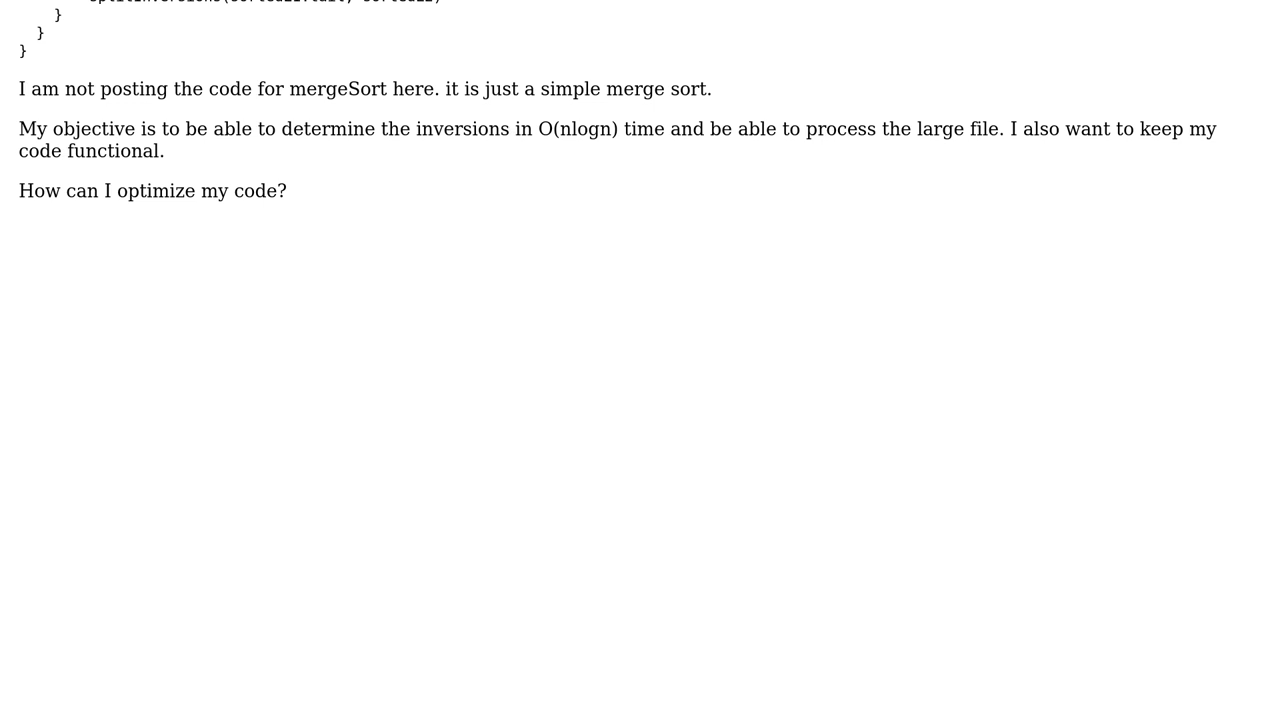 }
}
}
I am not posting the code for mergeSort here. it is just a simple merge sort.
My objective is to be able to determine the inversions in O(nlogn) time and be able to process the large file. I also want to keep my
code functional.
How can I optimize my code?